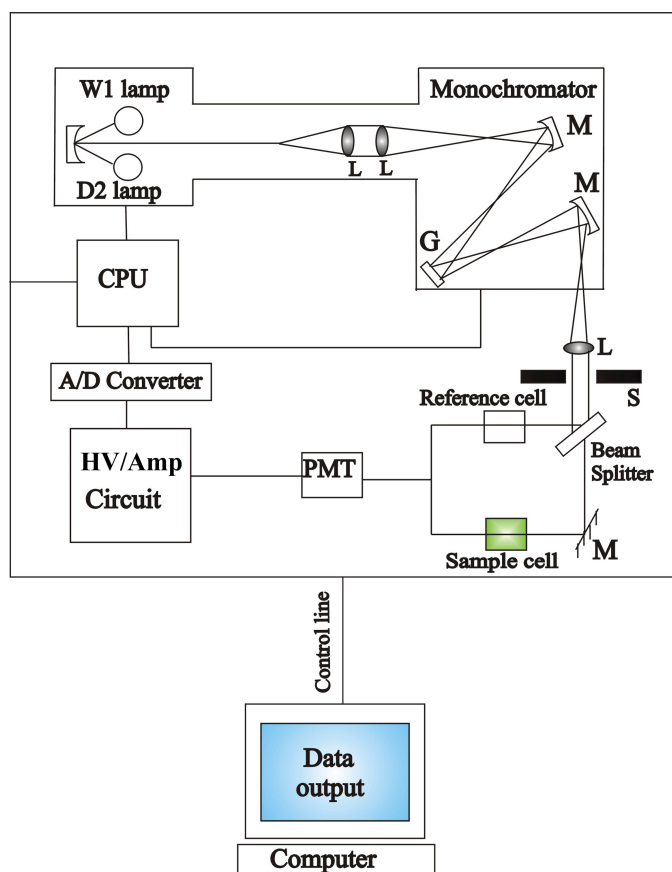 W1 lamp
D2 lamp
Monochromator
M
L
L
M
G
CPU
L
A/D Converter
S
Reference cell
HV/Amp
Circuit
PMT
Beam
Splitter
M
Sample cell
Control line
Data
output
Computer